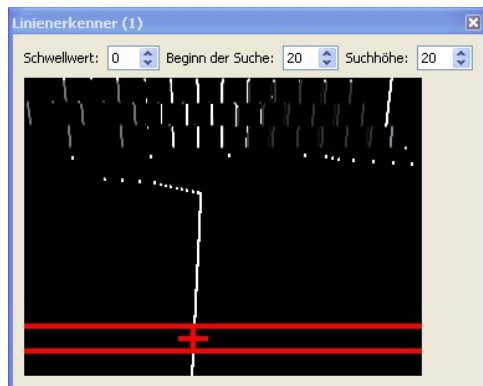 Linienerkenner (1)
Schwellwert: 0 Beginn der Suche: 20 Suchhöhe: 20